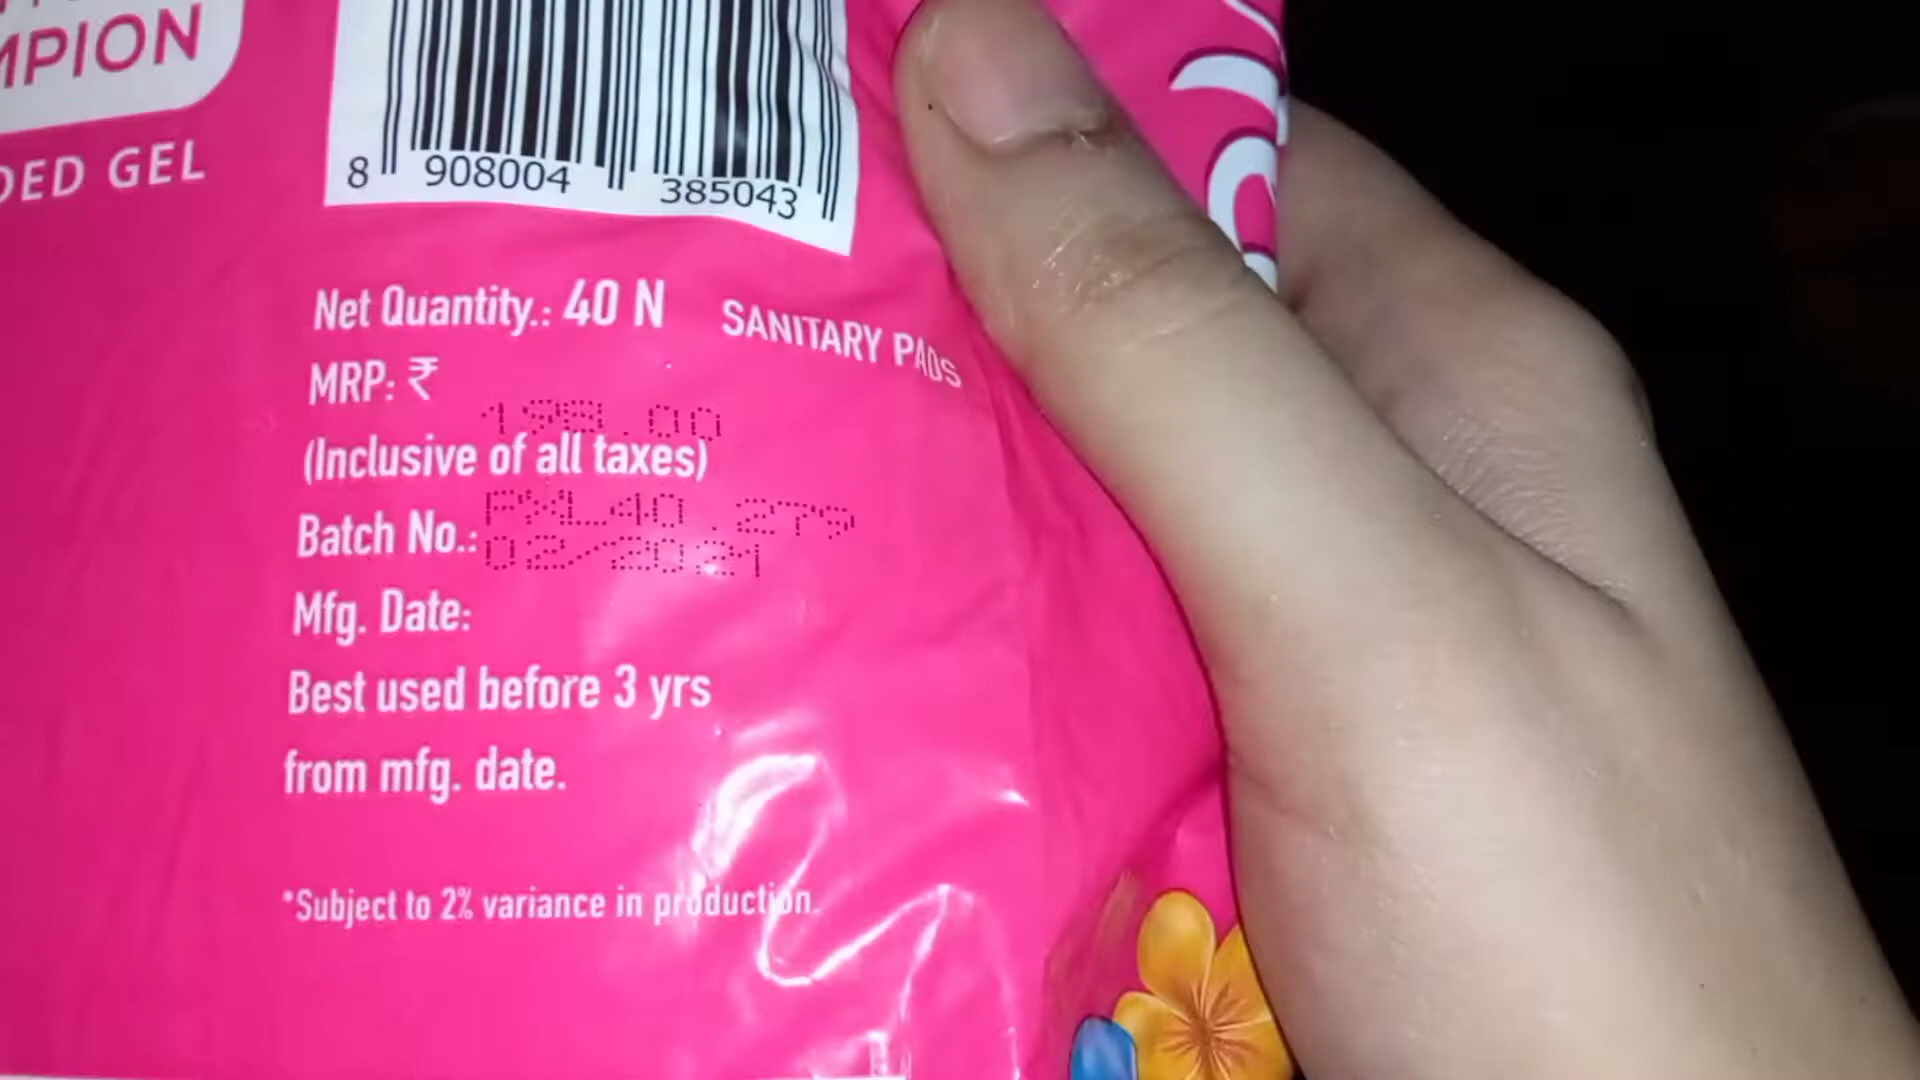 MPION
DED GEL
8 908004 385043
Net Quantity.: 40 N SANITARY PADS
MRP: ₹
198.00
(Inclusive of all taxes)
Batch No.: PXL40.279
02/2021
Mfg. Date:
Best used before 3 yrs
from mfg. date.
*Subject to 2% variance in production.